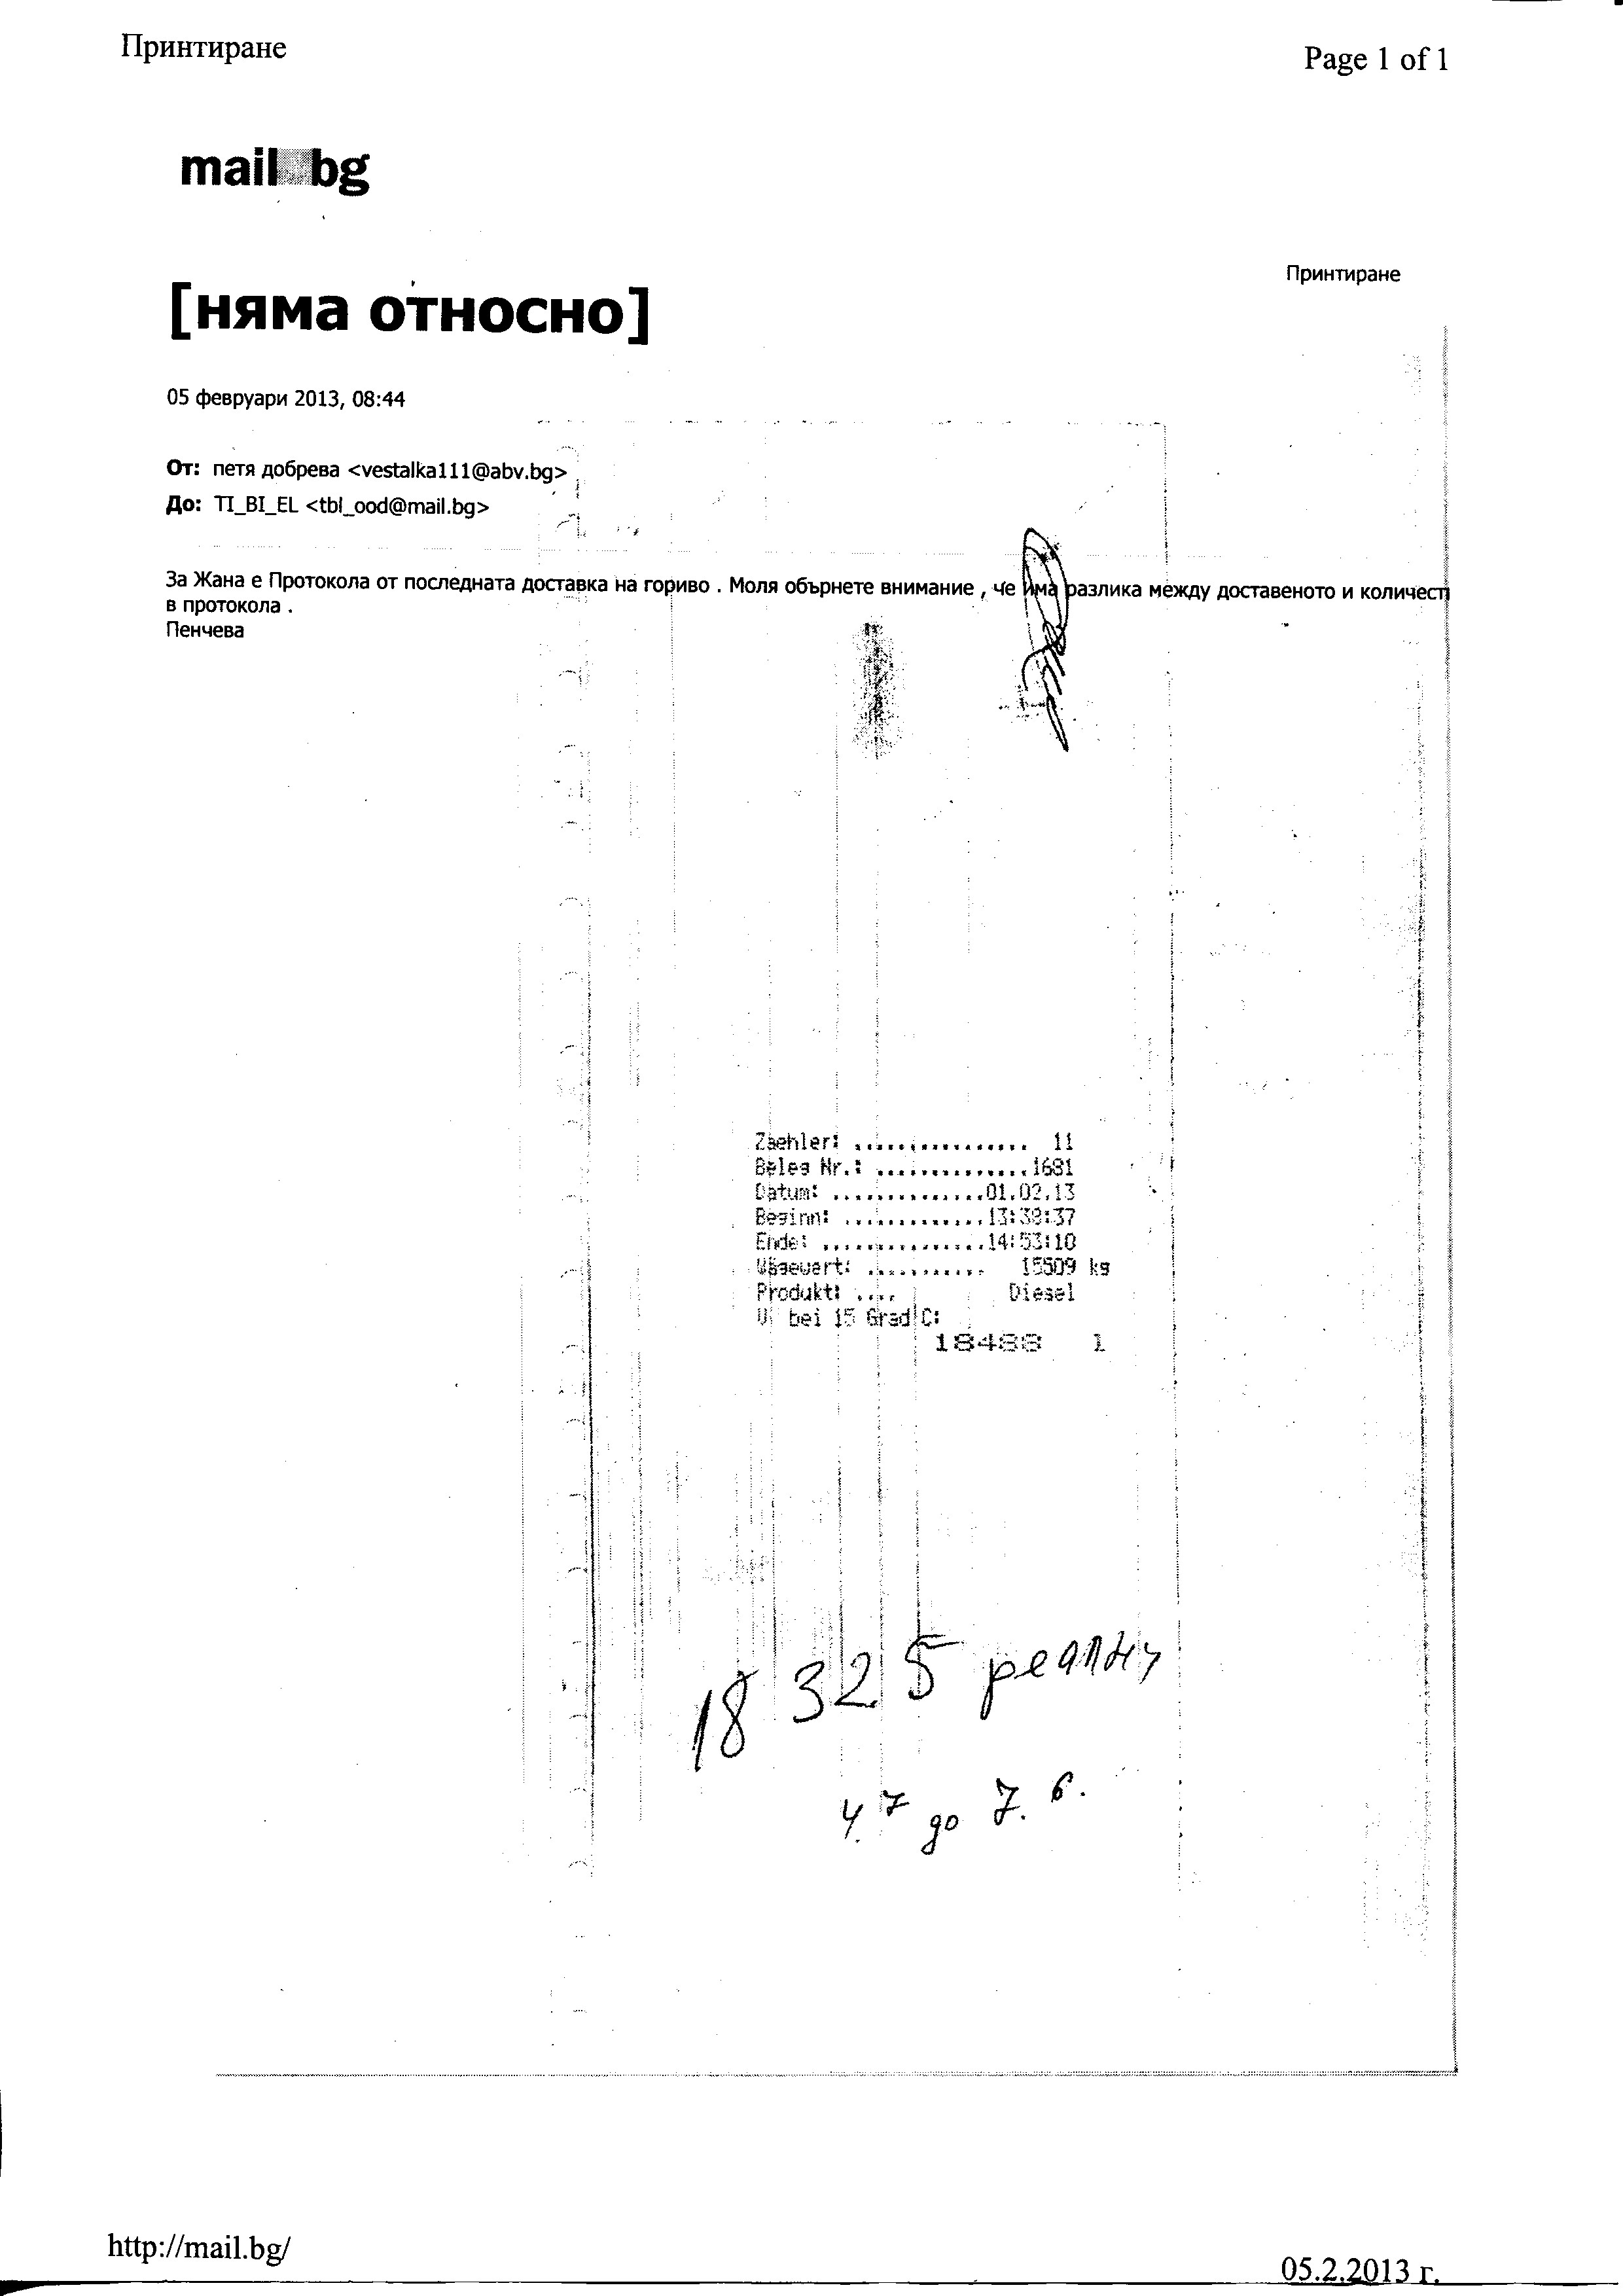 Принтиране
Page 1 of 1
mail bg
Принтиране
[няма относно]
05 февруари 2013, 08:44
От: петя добрева <vestalka111@abv.bg>
До: TI_BI_EL <tbl_ood@mail.bg>
За Жана е Протокола от последната доставка на гориво . Моля обърнете внимание , че има разлика между доставеното и количест
в протокола .
Пенчева
Zaehler: ................ 11
Beleg Nr.: ..............1681
Datum: ..............01.02.13
Beginn: .............13:38:37
Ende: ...............14:53:10
Wägewert: ........... 15509 kg
Produkt: .... Diesel
V bei 15 Grad C:
18488 l
18 325 реални
4.7 до 7.6.
http://mail.bg/
05.2.2013 г.